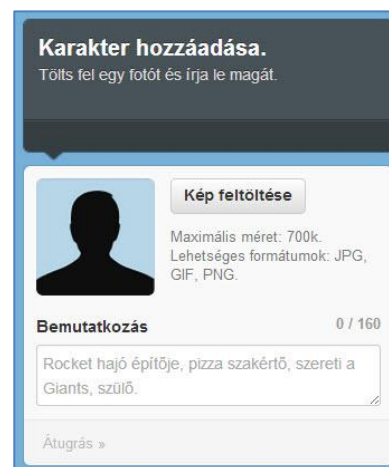 Karakter hozzáadása.
Tölts fel egy fotót és írja le magát.
Kép feltöltése
Maximális méret: 700k.
Lehetséges formátumok: JPG,
GIF, PNG.
Bemutatkozás 0 / 160
Rocket hajó építője, pizza szakértő, szereti a
Giants, szülő.
Átugrás »